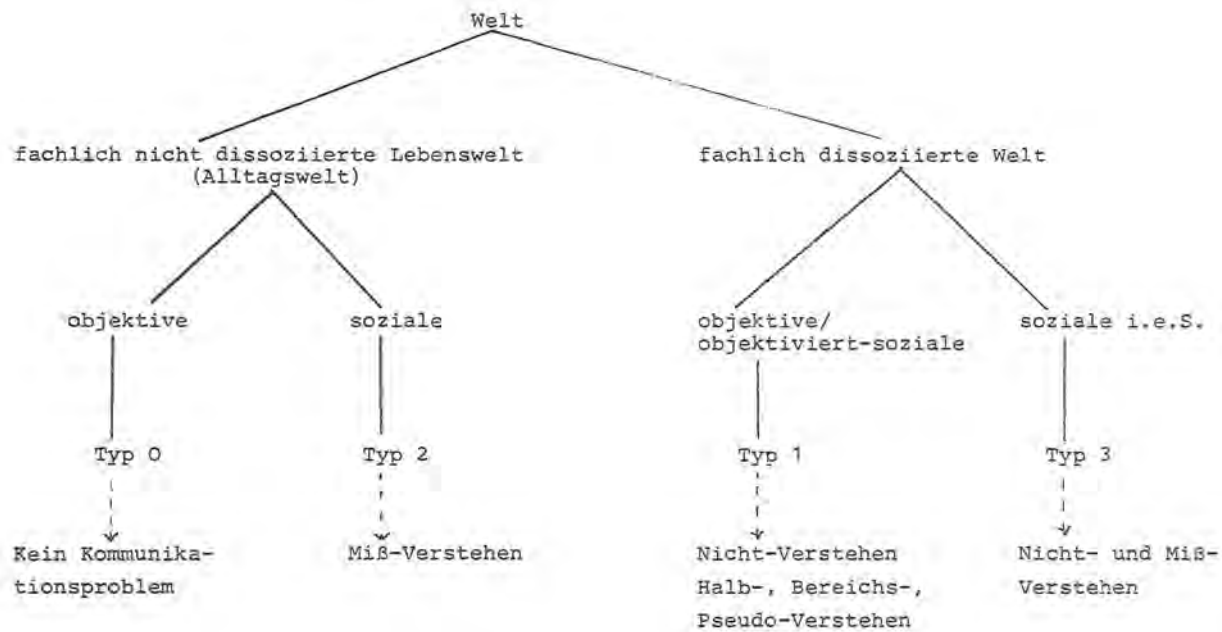 Welt
fachlich nicht dissoziierte Lebenswelt
(Alltagswelt)
fachlich dissoziierte Welt
objektive
soziale
objektive/
objektiviert-soziale
soziale i.e.S.
Typ O
Typ 2
Typ 1
Typ 3
Kein Kommunika-
tionsproblem
Miß-Verstehen
Nicht-Verstehen
Halb-, Bereichs-,
Pseudo-Verstehen
Nicht- und Miß-
Verstehen